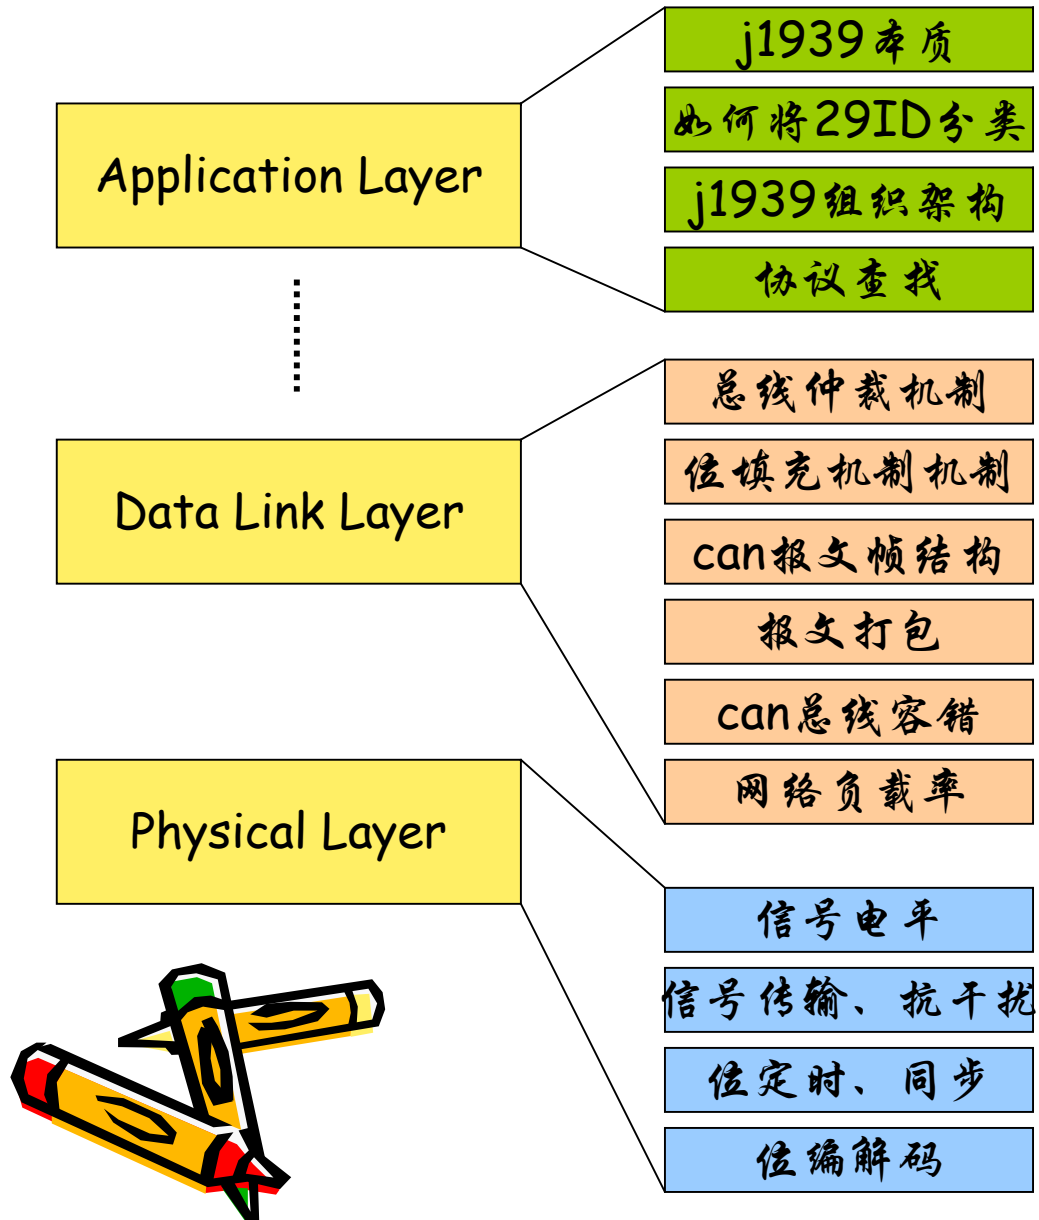 Application Layer
j1939本质
如何将29ID分类
j1939组织架构
协议查找
Data Link Layer
总线仲裁机制
位填充机制机制
can报文帧结构
报文打包
can总线容错
网络负载率
Physical Layer
信号电平
信号传输、抗干扰
位定时、同步
位编解码